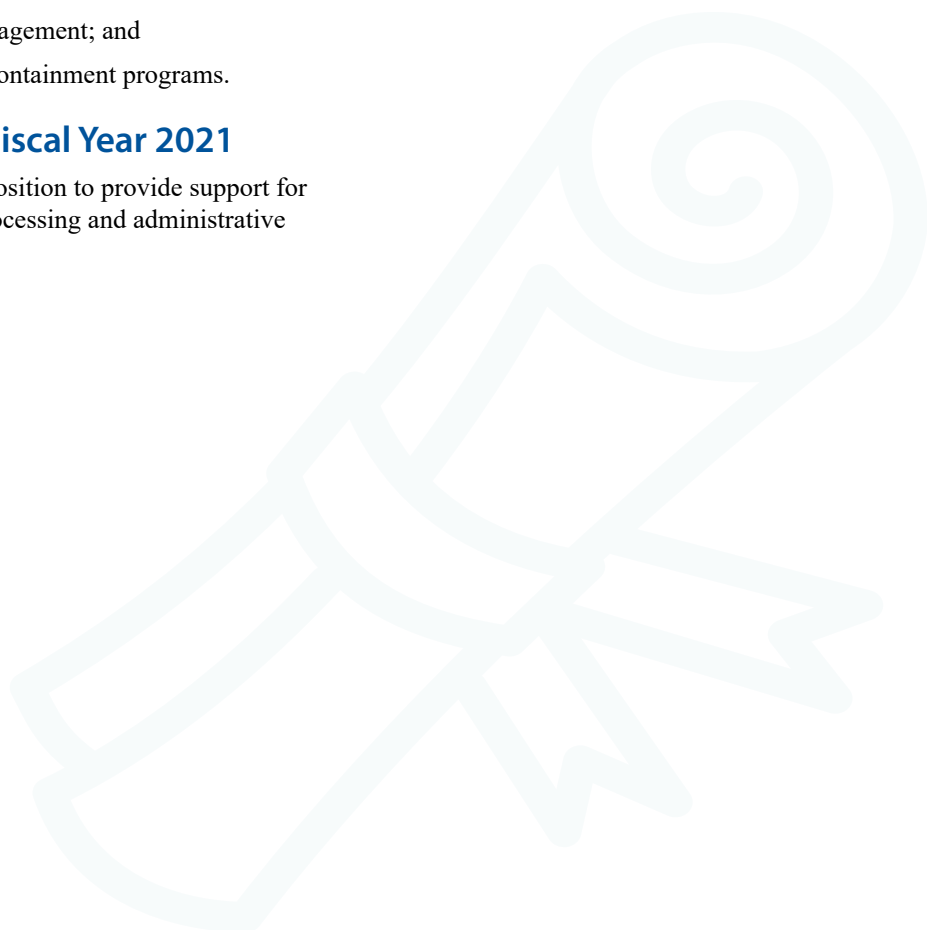 agement; and
ontainment programs.
iscal Year 2021
osition to provide support for
ocessing and administrative